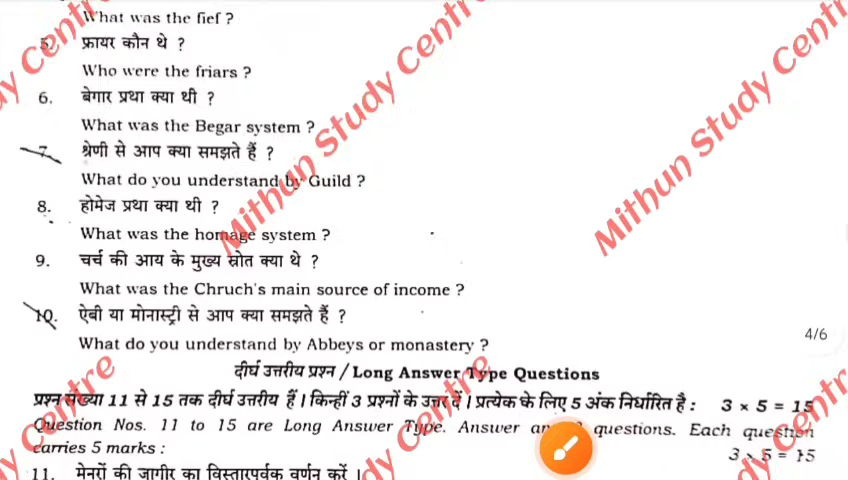 What was the fief ?
5. फ्रायर कौन थे ?
Who were the friars ?
6. बेगार प्रथा क्या थी ?
What was the Begar system ?
7. श्रेणी से आप क्या समझते हैं ?
What do you understand by Guild ?
8. होमेज प्रथा क्या थी ?
What was the homage system ?
9. चर्च की आय के मुख्य स्रोत क्या थे ?
What was the Chruch's main source of income ?
10. ऐबी या मोनास्ट्री से आप क्या समझते हैं ?
4/6
What do you understand by Abbeys or monastery ?
दीर्घ उत्तरीय प्रश्न / Long Answer Type Questions
प्रश्न संख्या 11 से 15 तक दीर्घ उत्तरीय हैं । किन्हीं 3 प्रश्नों के उत्तर दें । प्रत्येक के लिए 5 अंक निर्धारित है : 3 × 5 = 15
Question Nos. 11 to 15 are Long Answer Type. Answer any 3 questions. Each question
carries 5 marks : 3 × 5 = 15
11. मेनरों की जागीर का विस्तारपूर्वक वर्णन करें ।
Mithun Study Centre
Mithun Study Centre
y Centre
y Centre